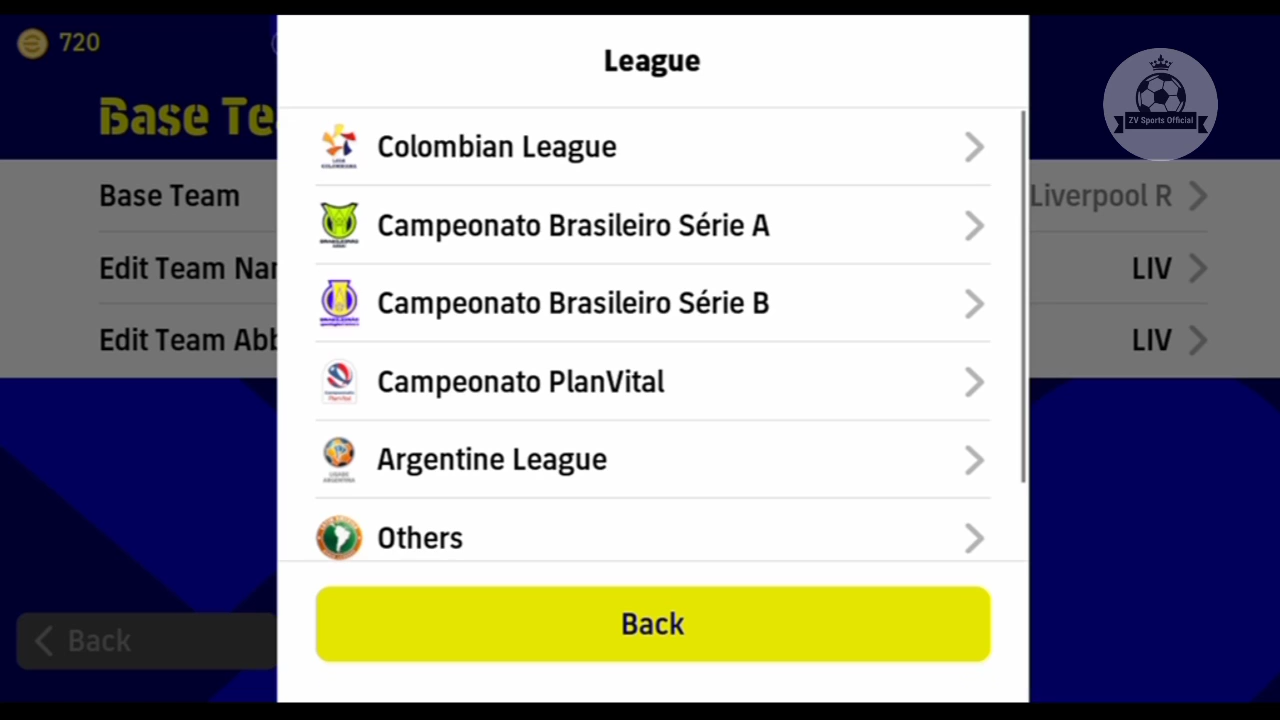 720
League
ZV Sports Official
Base Te
Colombian League
Base Team
Liverpool R
Campeonato Brasileiro Série A
Edit Team Nar
LIV
Campeonato Brasileiro Série B
Edit Team Abb
LIV
Campeonato PlanVital
Argentine League
Others
Back
Back